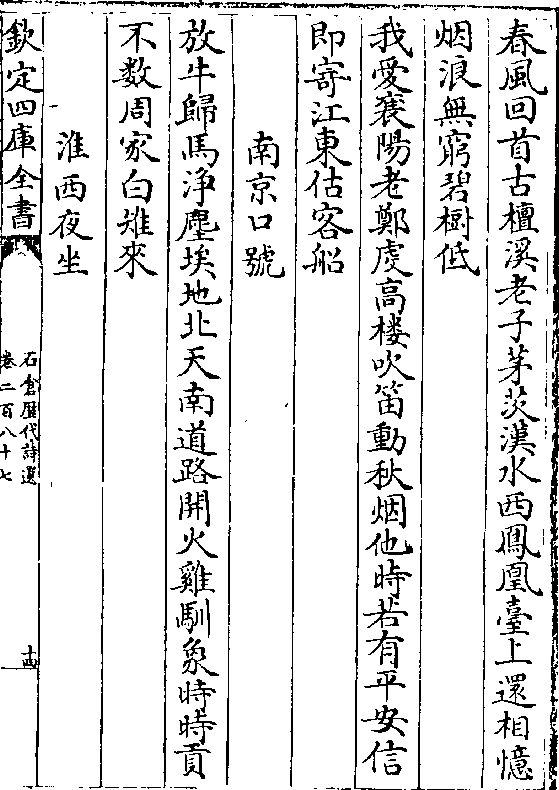 春風回首古檀溪老子茅茨漢水西鳳凰臺上還相憶
烟浪無窮碧樹低
我愛襄陽老鄭虔高樓吹笛動秋烟他時若有平安信
即寄江東估客船
南京口號
放牛歸馬浄塵埃地北天南道路開火雞馴象時時貢
不数周家白雉來
淮西夜坐
欽定四庫全書
石倉歴代詩選
卷二百八十七
十四